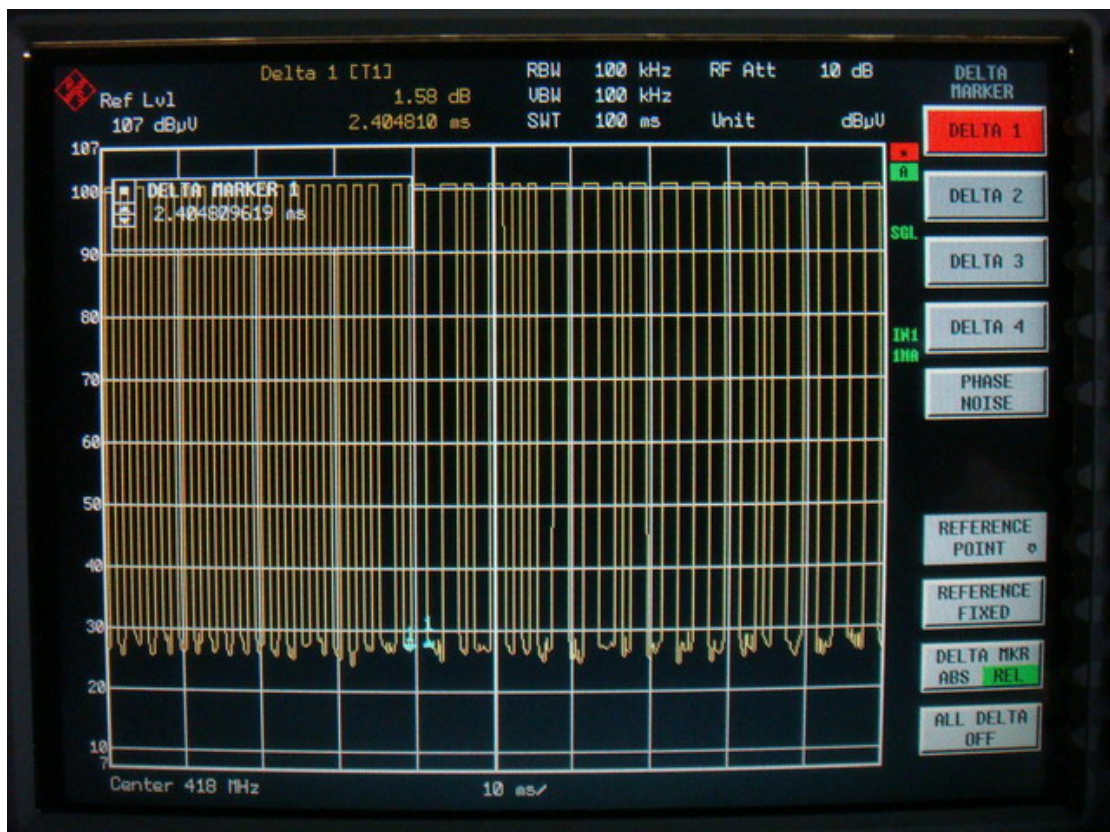 Delta 1 [T1]
RBW 100 kHz
RF Att 10 dB
Ref Lvl
1.58 dB
VBW 100 kHz
107 dBµV
2.404810 ms
SWT 100 ms
Unit dBµV
DELTA
MARKER
DELTA 1
DELTA 2
DELTA 3
DELTA 4
PHASE
NOISE
REFERENCE
POINT
REFERENCE
FIXED
DELTA MKR
ABS REL
ALL DELTA
OFF
107
100
90
80
70
60
50
40
30
20
10
7
DELTA MARKER 1
2.404809619 ms
1
A
SGL
IN1
1MA
Center 418 MHz
10 ms/